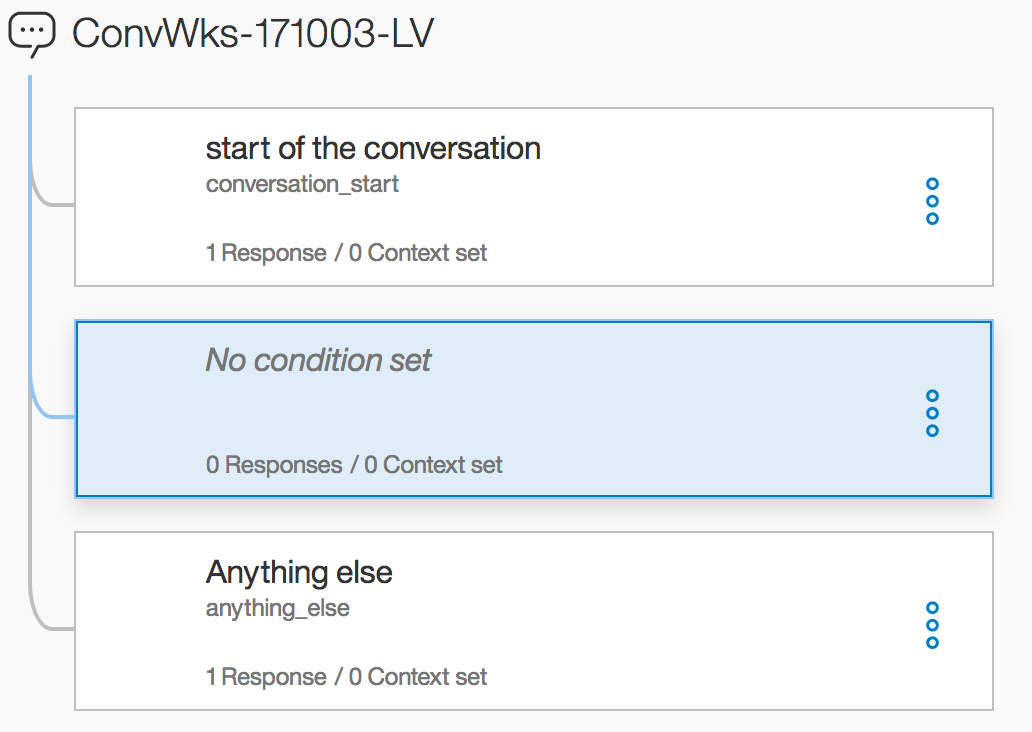 ConvWks-171003-LV
start of the conversation
conversation_start
1 Response / 0 Context set
No condition set
0 Responses / 0 Context set
Anything else
anything_else
1 Response / 0 Context set